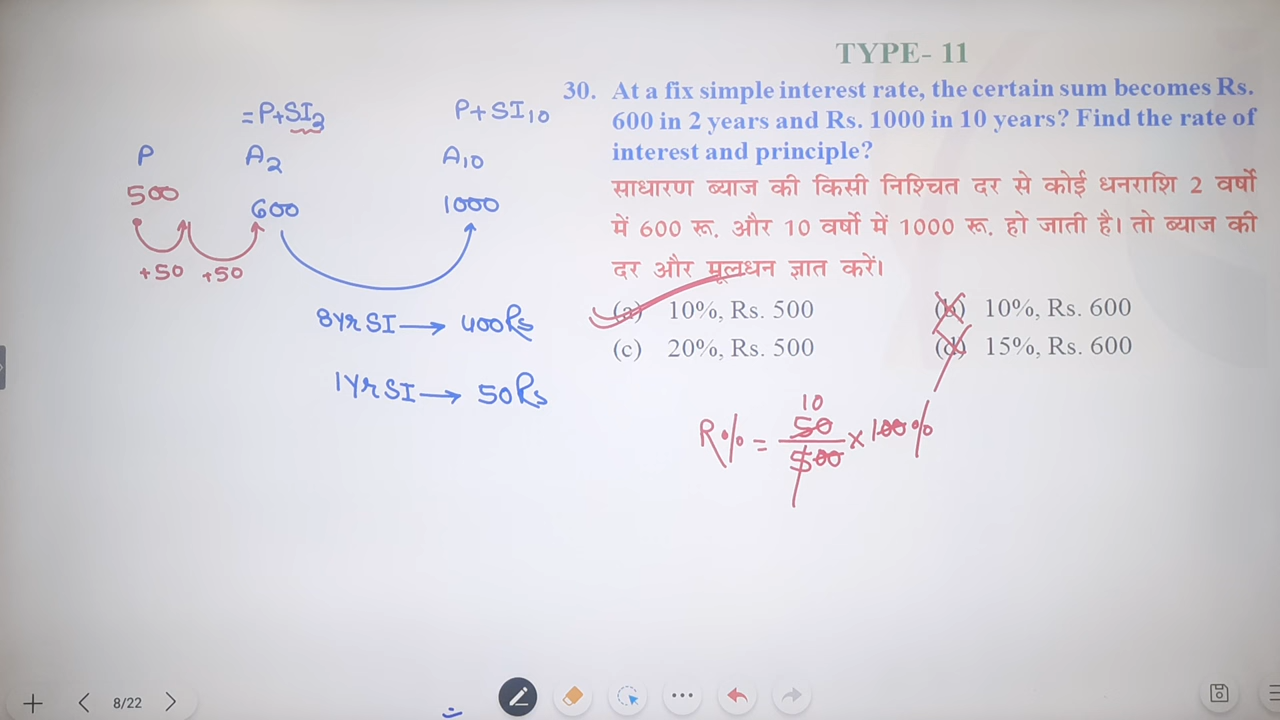 TYPE- 11
30. At a fix simple interest rate, the certain sum becomes Rs.
600 in 2 years and Rs. 1000 in 10 years? Find the rate of
interest and principle?
साधारण ब्याज की किसी निश्चित दर से कोई धनराशि 2 वर्षो
में 600 रू. और 10 वर्षो में 1000 रू. हो जाती है। तो ब्याज की
दर और मूलधन ज्ञात करें।
(a) 10%, Rs. 500 (b) 10%, Rs. 600
(c) 20%, Rs. 500 (d) 15%, Rs. 600
= P+SI2 P+SI10
P A2 A10
500 600 1000
+50 +50
8yr SI → 400Rs
1yr SI → 50Rs
10
R% = 50/500 × 100%
8/22